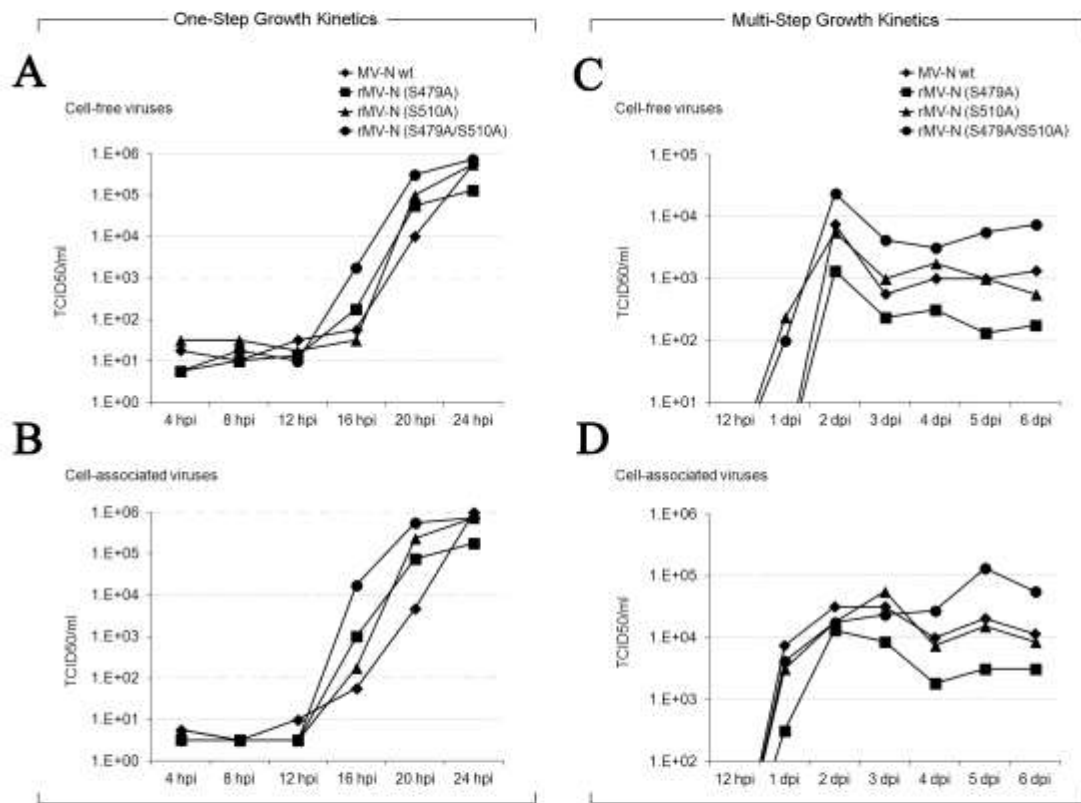 One-Step Growth Kinetics
A
MV-N wt
rMV-N (S479A)
rMV-N (S510A)
rMV-N (S479A/S510A)
Cell-free viruses
TCID50/ml
1.E+06
1.E+05
1.E+04
1.E+03
1.E+02
1.E+01
1.E+00
4 hpi 8 hpi 12 hpi 16 hpi 20 hpi 24 hpi
B
Cell-associated viruses
TCID50/ml
1.E+06
1.E+05
1.E+04
1.E+03
1.E+02
1.E+01
1.E+00
4 hpi 8 hpi 12 hpi 16 hpi 20 hpi 24 hpi
Multi-Step Growth Kinetics
C
MV-N wt
rMV-N (S479A)
rMV-N (S510A)
rMV-N (S479A/S510A)
Cell-free viruses
TCID50/ml
1.E+05
1.E+04
1.E+03
1.E+02
1.E+01
12 hpi 1 dpi 2 dpi 3 dpi 4 dpi 5 dpi 6 dpi
D
Cell-associated viruses
TCID50/ml
1.E+06
1.E+05
1.E+04
1.E+03
1.E+02
12 hpi 1 dpi 2 dpi 3 dpi 4 dpi 5 dpi 6 dpi